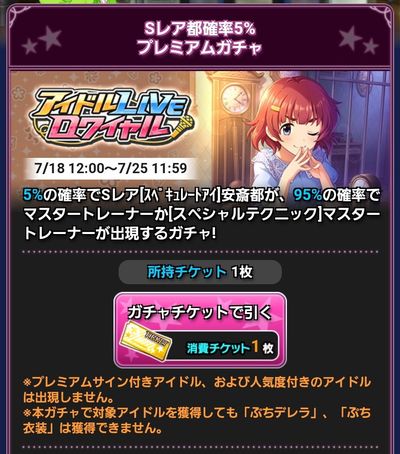 Sレア都確率5%
プレミアムガチャ
アイドルLIVE
ロワイヤル
7/18 12:00〜7/25 11:59
5%の確率でSレア[ｽﾍﾟｷｭﾚｰﾄｱｲ]安斎都が、95%の確率で
マスタートレーナーか[スペシャルテクニック]マスター
トレーナーが出現するガチャ!
所持チケット 1枚
ガチャチケットで引く
消費チケット1枚
※プレミアムサイン付きアイドル、および人気度付きのアイドル
は出現しません。
※本ガチャで対象アイドルを獲得しても「ぷちデレラ」、「ぷち
衣装」は獲得できません。